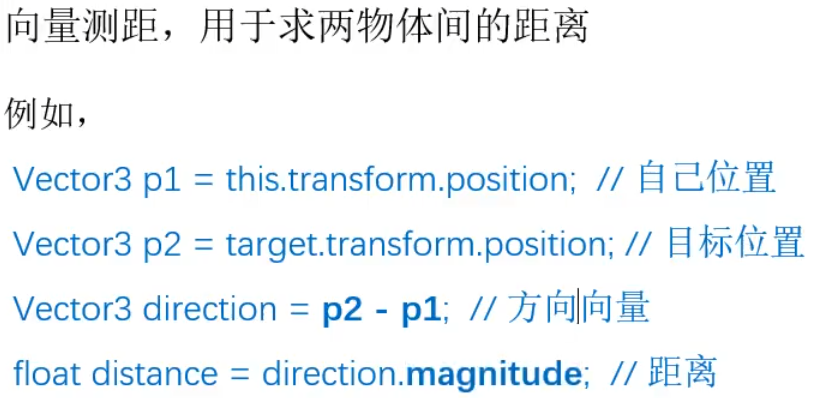 向量测距，用于求两物体间的距离
例如，
Vector3 p1 = this.transform.position;  // 自己位置
Vector3 p2 = target.transform.position; // 目标位置
Vector3 direction = p2 - p1;  // 方向向量
float distance = direction.magnitude;  // 距离